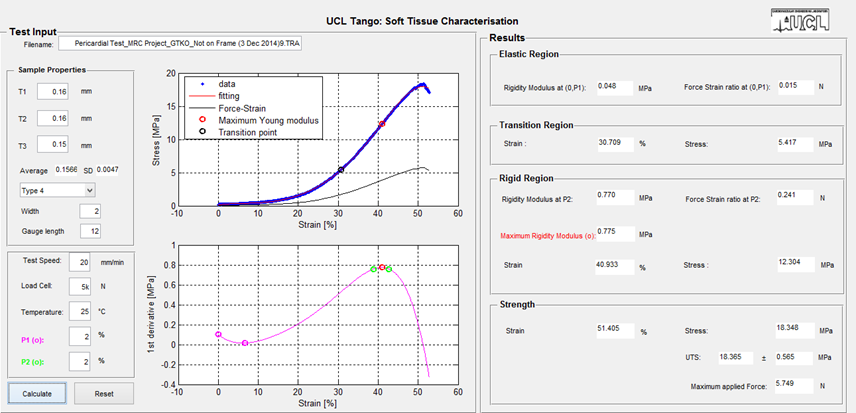 UCL Tango: Soft Tissue Characterisation
UCL
Test Input
Filename: Pericardial Test_MRC Project_GTKO_Not on Frame (3 Dec 2014)9.TRA
Sample Properties
T1 0.16 mm
T2 0.16 mm
T3 0.15 mm
Average 0.1566 SD 0.0047
Type 4
Width 2
Gauge length 12
Test Speed: 20 mm/min
Load Cell: 5k N
Temperature: 25 °C
P1 (o): 2 %
P2 (o): 2 %
Calculate Reset
Stress [MPa]
20
15
10
5
0
-10 0 10 20 30 40 50 60
Strain [%]
data
fitting
Force-Strain
Maximum Young modulus
Transition point
1st derivative [MPa]
1
0.8
0.6
0.4
0.2
0
-0.2
-0.4
-10 0 10 20 30 40 50 60
Strain [%]
Results
Elastic Region
Rigidity Modulus at (0,P1): 0.048 MPa Force Strain ratio at (0,P1): 0.015 N
Transition Region
Strain : 30.709 % Stress: 5.417 MPa
Rigid Region
Rigidity Modulus at P2: 0.770 MPa Force Strain ratio at P2: 0.241 N
Maximum Rigidity Modulus (o): 0.775 MPa
Strain 40.933 % Stress : 12.304 MPa
Strength
Strain 51.405 % Stress: 18.348 MPa
UTS: 18.365 ± 0.565 MPa
Maximum applied Force: 5.749 N